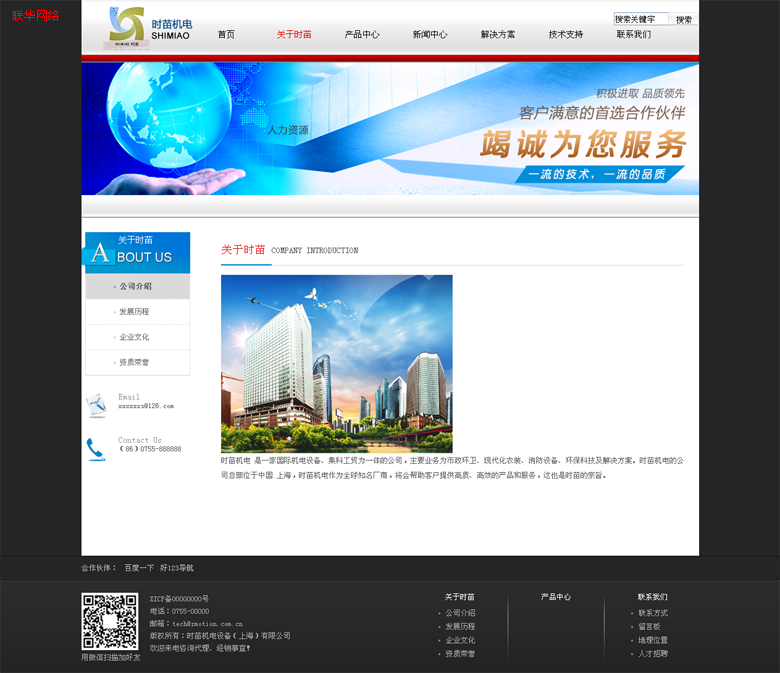 联华网络
时苗机电
SHIMIAO
SHIMIAO 时苗
搜索关键字 搜索
首页 关于时苗 产品中心 新闻中心 解决方案 技术支持 联系我们
积极进取 品质领先
客户满意的首选合作伙伴
人力资源
竭诚为您服务
一流的技术，一流的品质
关于时苗
ABOUT US
公司介绍
发展历程
企业文化
资质荣誉
Email
xxxxxxs@126.com
Contact Us
(86)0755-888888
关于时苗 COMPANY INTRODUCTION
时苗机电 是一家国际机电设备、集科工贸为一体的公司，主要业务为市政环卫、现代化农装、消防设备、环保科技及解决方案。时苗机电的公
司总部位于中国 上海，时苗机电作为全球知名厂商，将会帮助客户提供高质、高效的产品和服务，这也是时苗的宗旨。
合作伙伴： 百度一下 好123导航
XICP备00000000号
电话：0755-00000
邮箱：tech@zmotion.com.cn
版权所有：时苗机电设备（上海）有限公司
欢迎来电咨询代理、经销事宜!
用微信扫描加好友
关于时苗
公司介绍
发展历程
企业文化
资质荣誉
产品中心
联系我们
联系方式
留言板
地理位置
人才招聘